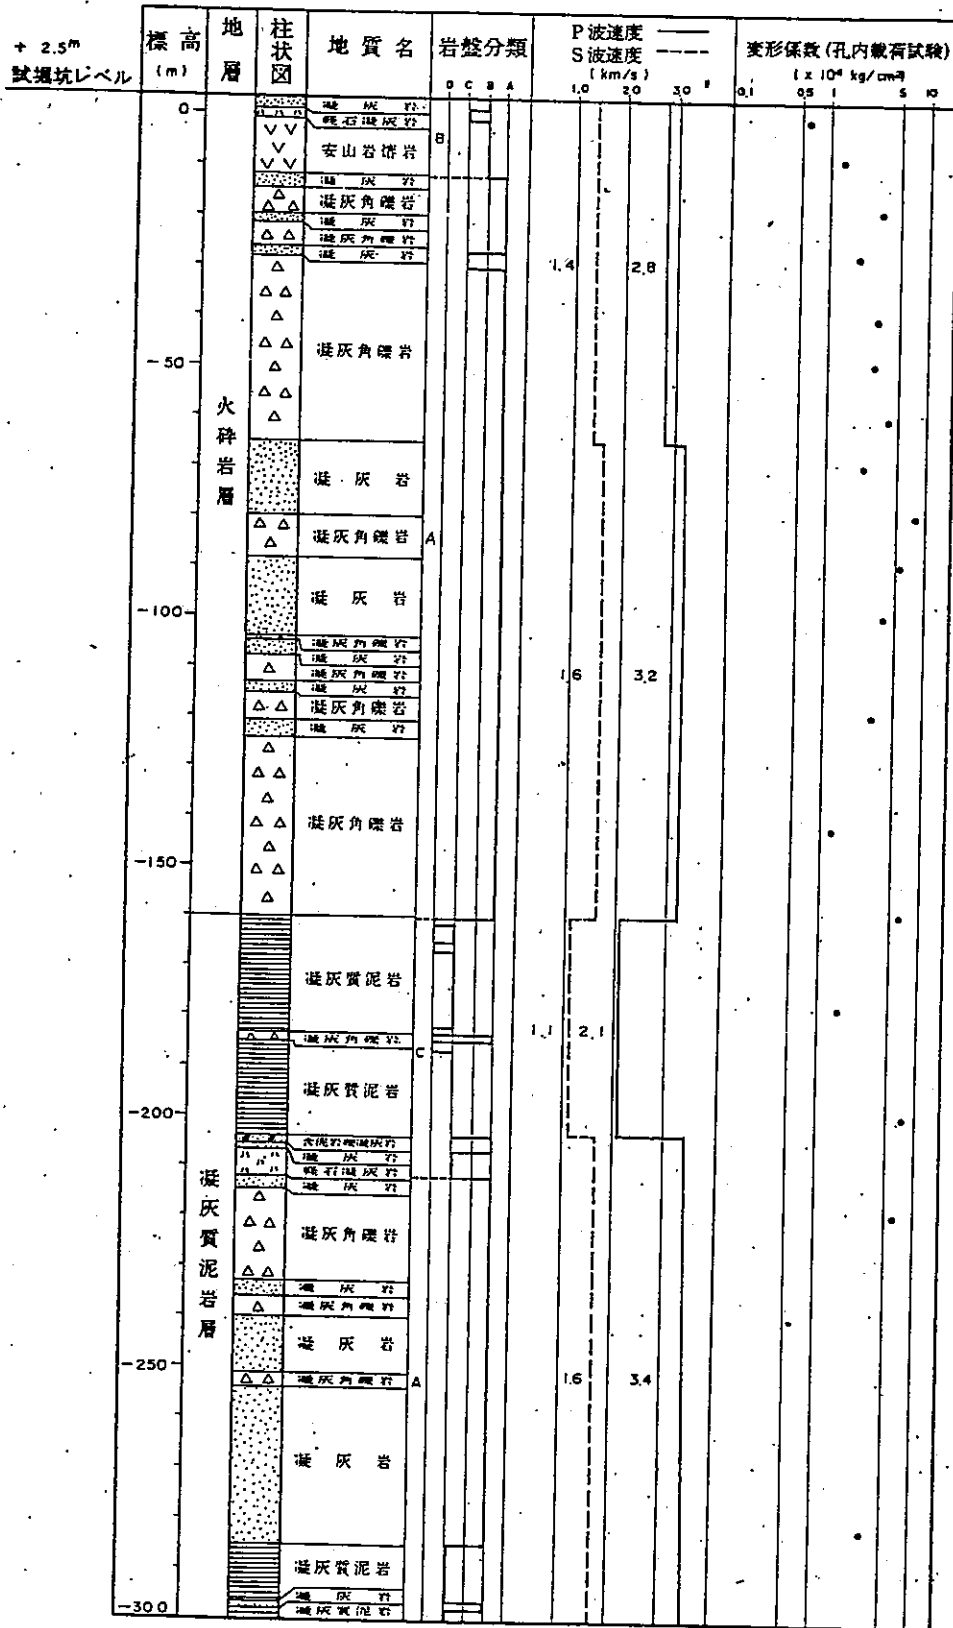 + 2.5m
試掘坑レベル
標高
(m)
地層
柱状図
地質名
岩盤分類
D C B A
P波速度
S波速度
(km/s)
1.0 2.0 3.0
変形係数(孔内載荷試験)
(x 10⁴ kg/cm²)
0.1 0.5 1 5 10
0
凝灰岩
軽石凝灰岩
安山岩溶岩
B
凝灰岩
凝灰角礫岩
凝灰岩
凝灰角礫岩
凝灰岩
1.4 2.8
凝灰角礫岩
-50
火砕岩層
凝灰岩
凝灰角礫岩
A
凝灰岩
-100
凝灰角礫岩
凝灰岩
凝灰角礫岩
1.6 3.2
凝灰岩
凝灰角礫岩
凝灰岩
凝灰角礫岩
-150
凝灰質泥岩
1.1 2.1
凝灰角礫岩
C
凝灰質泥岩
-200
含泥岩礫凝灰岩
凝灰岩
軽石凝灰岩
凝灰岩
凝灰質泥岩層
凝灰角礫岩
凝灰岩
凝灰角礫岩
凝灰岩
-250
凝灰角礫岩
A
1.6 3.4
凝灰岩
凝灰質泥岩
凝灰岩
凝灰質泥岩
-300